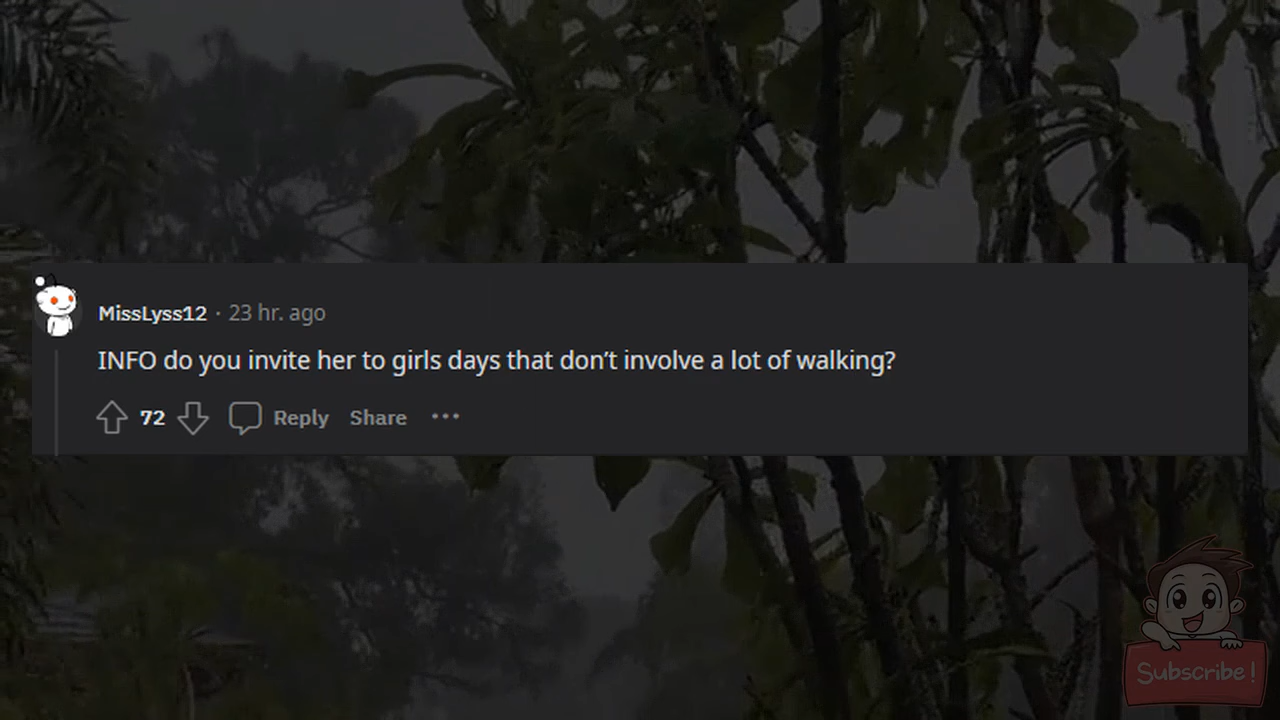 MissLyss12 · 23 hr. ago
INFO do you invite her to girls days that don’t involve a lot of walking?
72 Reply Share •••
Subscribe!